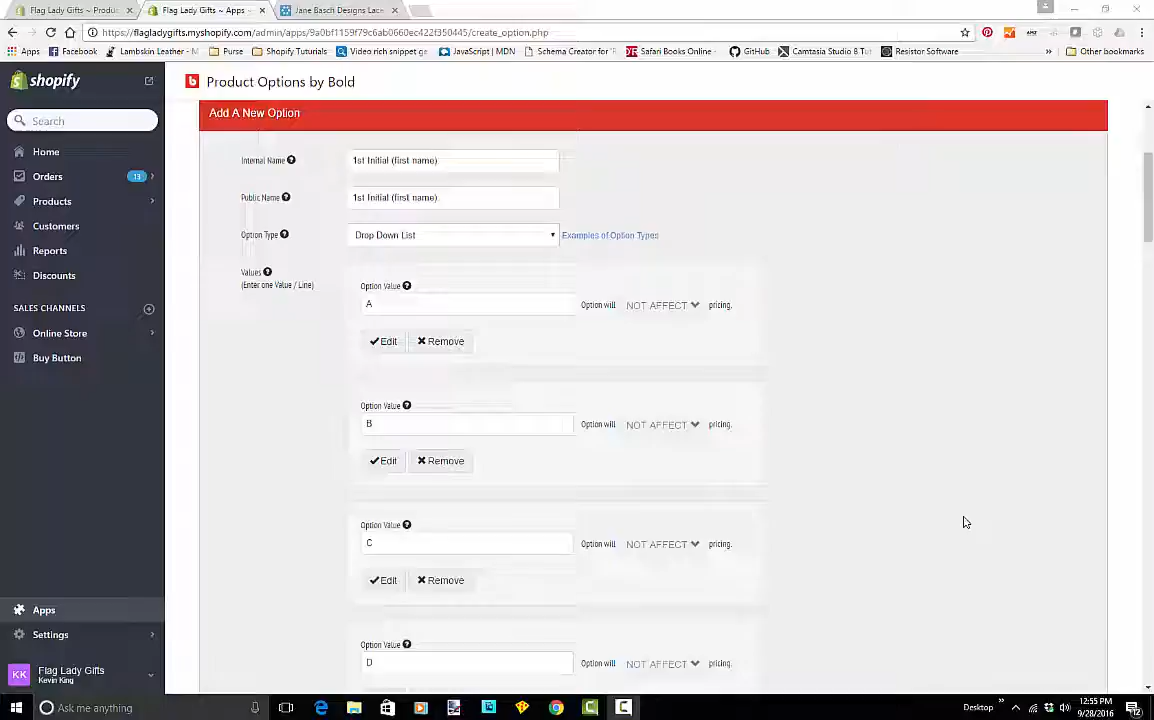 Flag Lady Gifts ~ Produ
Flag Lady Gifts ~ Apps ~
Jane Basch Designs Lace
https://flagladygifts.myshopify.com/admin/apps/9a0bf1159f79c6ab0660ec422f350445/create_option.php
Apps
Facebook
Lambskin Leather - M
Purse
Shopify Tutorials
Video rich snippet ge
JavaScript | MDN
Schema Creator for '
Safari Books Online -
GitHub
Camtasia Studio 8 Tut
Resistor Software
Other bookmarks
shopify
Product Options by Bold
Add A New Option
Search
Home
Orders
13
Products
Customers
Reports
Discounts
SALES CHANNELS
Online Store
Buy Button
Apps
Settings
KK
Flag Lady Gifts
Kevin King
Internal Name
1st Initial (first name)
Public Name
1st Initial (first name)
Option Type
Drop Down List
Examples of Option Types
Values
(Enter one Value / Line)
Option Value
A
Option will NOT AFFECT pricing.
Edit
Remove
Option Value
B
Option will NOT AFFECT pricing.
Edit
Remove
Option Value
C
Option will NOT AFFECT pricing.
Edit
Remove
Option Value
D
Option will NOT AFFECT pricing.
Ask me anything
Desktop
12:55 PM
9/28/2016